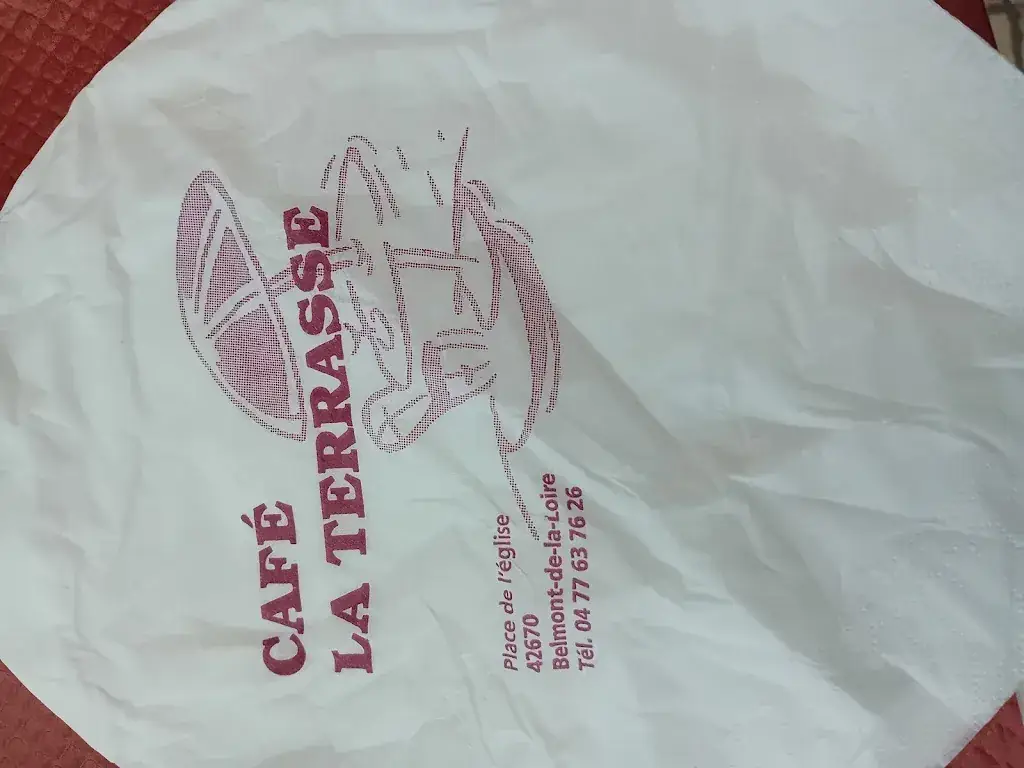 CAFÉ
LA TERRASSE
Place de l'église
42670
Belmont-de-la-Loire
Tél. 04 77 63 76 26